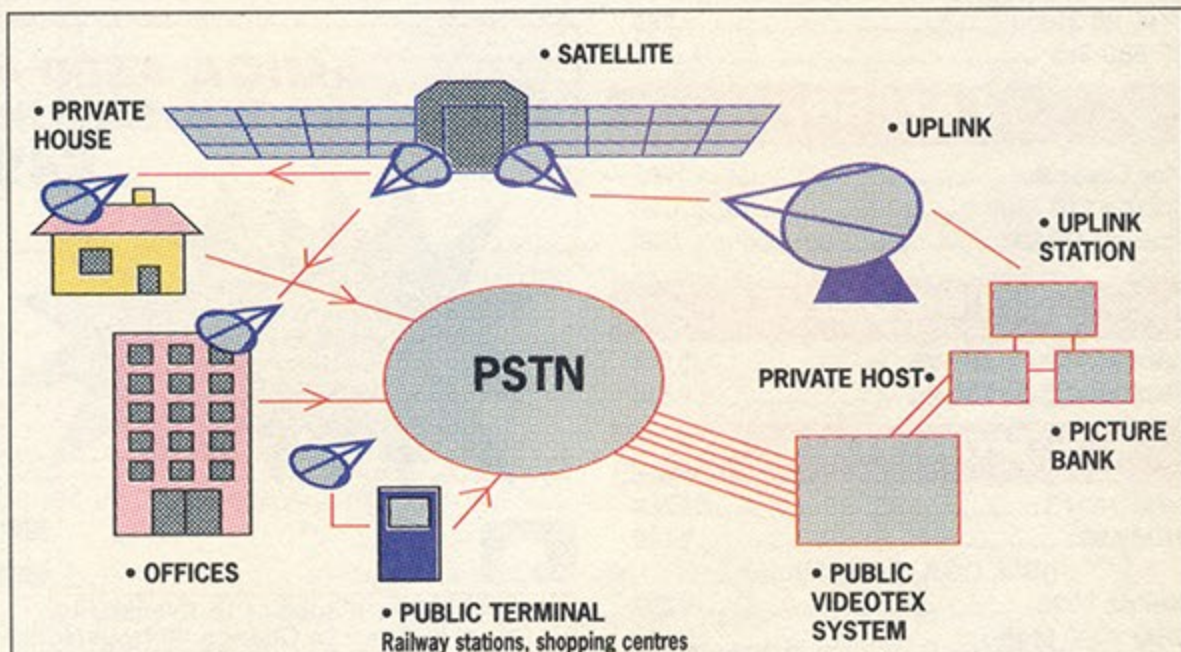 • SATELLITE
• PRIVATE
HOUSE
• UPLINK
• UPLINK
STATION
PSTN
PRIVATE HOST•
• PICTURE
BANK
• OFFICES
• PUBLIC TERMINAL
Railway stations, shopping centres
• PUBLIC
VIDEOTEX
SYSTEM